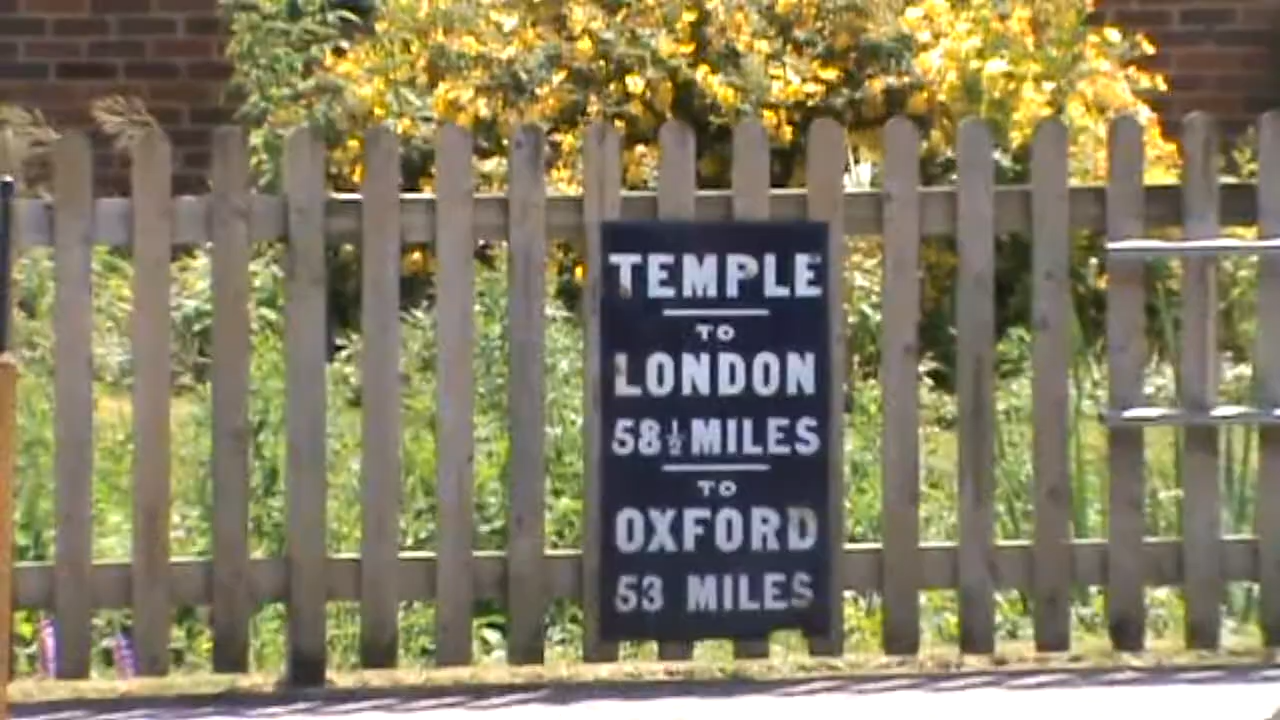 TEMPLE
TO
LONDON
58½ MILES
TO
OXFORD
53 MILES